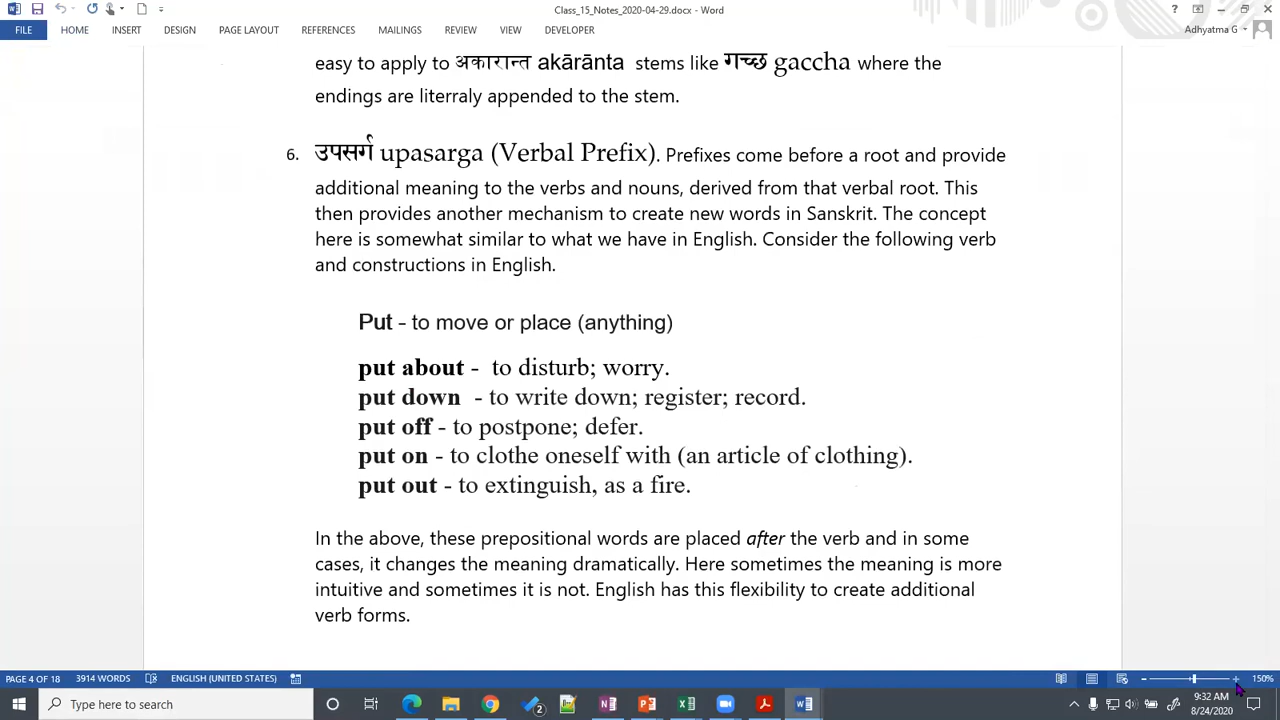 Class_15_Notes_2020-04-29.docx - Word
FILE HOME INSERT DESIGN PAGE LAYOUT REFERENCES MAILINGS REVIEW VIEW DEVELOPER Adhyatma G
easy to apply to अकारान्त akārānta stems like गच्छ gaccha where the
endings are literraly appended to the stem.
6. उपसर्ग upasarga (Verbal Prefix). Prefixes come before a root and provide
additional meaning to the verbs and nouns, derived from that verbal root. This
then provides another mechanism to create new words in Sanskrit. The concept
here is somewhat similar to what we have in English. Consider the following verb
and constructions in English.
Put - to move or place (anything)
put about - to disturb; worry.
put down - to write down; register; record.
put off - to postpone; defer.
put on - to clothe oneself with (an article of clothing).
put out - to extinguish, as a fire.
In the above, these prepositional words are placed after the verb and in some
cases, it changes the meaning dramatically. Here sometimes the meaning is more
intuitive and sometimes it is not. English has this flexibility to create additional
verb forms.
PAGE 4 OF 18 3914 WORDS ENGLISH (UNITED STATES) 150%
Type here to search 2 9:32 AM
8/24/2020